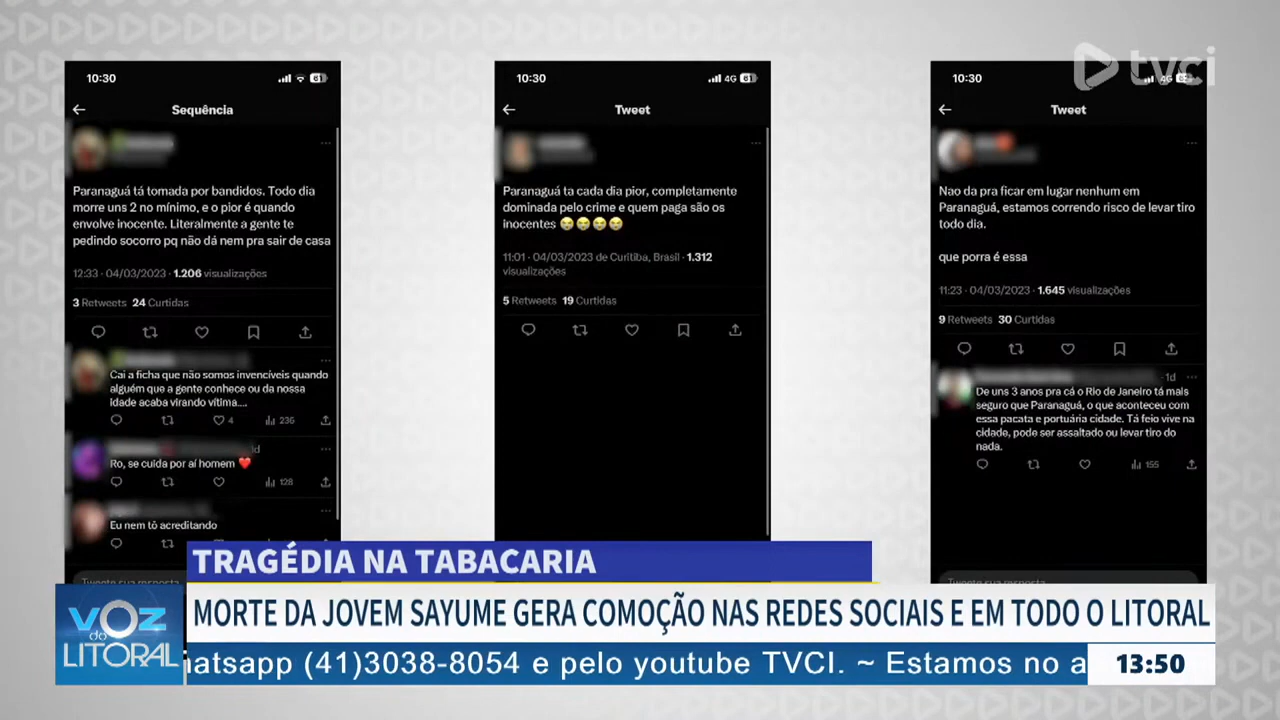 tvci
10:30
61
Sequência
Paranaguá tá tomada por bandidos. Todo dia
morre uns 2 no mínimo, e o pior é quando
envolve inocente. Literalmente a gente te
pedindo socorro pq não dá nem pra sair de casa
12:33 · 04/03/2023 · 1.206 visualizações
3 Retweets 24 Curtidas
Cai a ficha que não somos invencíveis quando
alguém que a gente conhece ou da nossa
idade acaba virando vítima....
4 236
Ro, se cuida por aí homem ❤️
128
Eu nem tô acreditando
Tweete sua resposta
10:30
4G 61
Tweet
Paranaguá ta cada dia pior, completamente
dominada pelo crime e quem paga são os
inocentes 😭😭😭😭
11:01 · 04/03/2023 de Curitiba, Brasil · 1.312
visualizações
5 Retweets 19 Curtidas
10:30
4G
Tweet
Nao da pra ficar em lugar nenhum em
Paranaguá, estamos correndo risco de levar tiro
todo dia.
que porra é essa
11:23 · 04/03/2023 · 1.645 visualizações
9 Retweets 30 Curtidas
· 1d
De uns 3 anos pra cá o Rio de Janeiro tá mais
seguro que Paranaguá, o que aconteceu com
essa pacata e portuária cidade. Tá feio vive na
cidade, pode ser assaltado ou levar tiro do
nada.
155
Tweete sua resposta
TRAGÉDIA NA TABACARIA
MORTE DA JOVEM SAYUME GERA COMOÇÃO NAS REDES SOCIAIS E EM TODO O LITORAL
VOZ
do
LITORAL
hatsapp (41)3038-8054 e pelo youtube TVCI. ~ Estamos no a
13:50